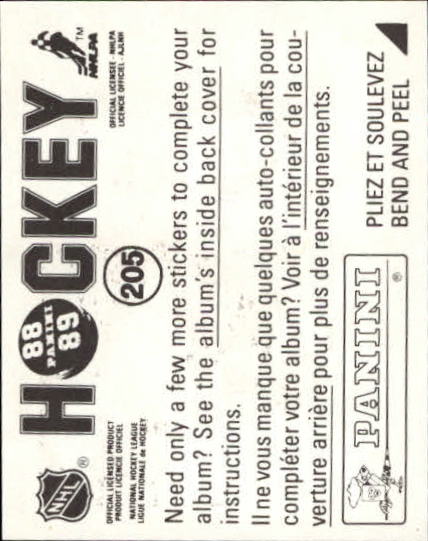 NHL ®
OFFICIAL LICENSED PRODUCT
PRODUIT LICENCIÉ OFFICIEL
NATIONAL HOCKEY LEAGUE
LIGUE NATIONALE de HOCKEY
HOCKEY
88
PANINI
89
TM
NHLPA
OFFICIAL LICENSEE - NHLPA
LICENCIE OFFICIEL - AJLNH
205
Need only a few more stickers to complete your
album? See the album's inside back cover for
instructions.
Il ne vous manque que quelques auto-collants pour
compléter votre album? Voir à l'intérieur de la cou-
verture arrière pour plus de renseignements.
PANINI
®
PLIEZ ET SOULEVEZ
BEND AND PEEL